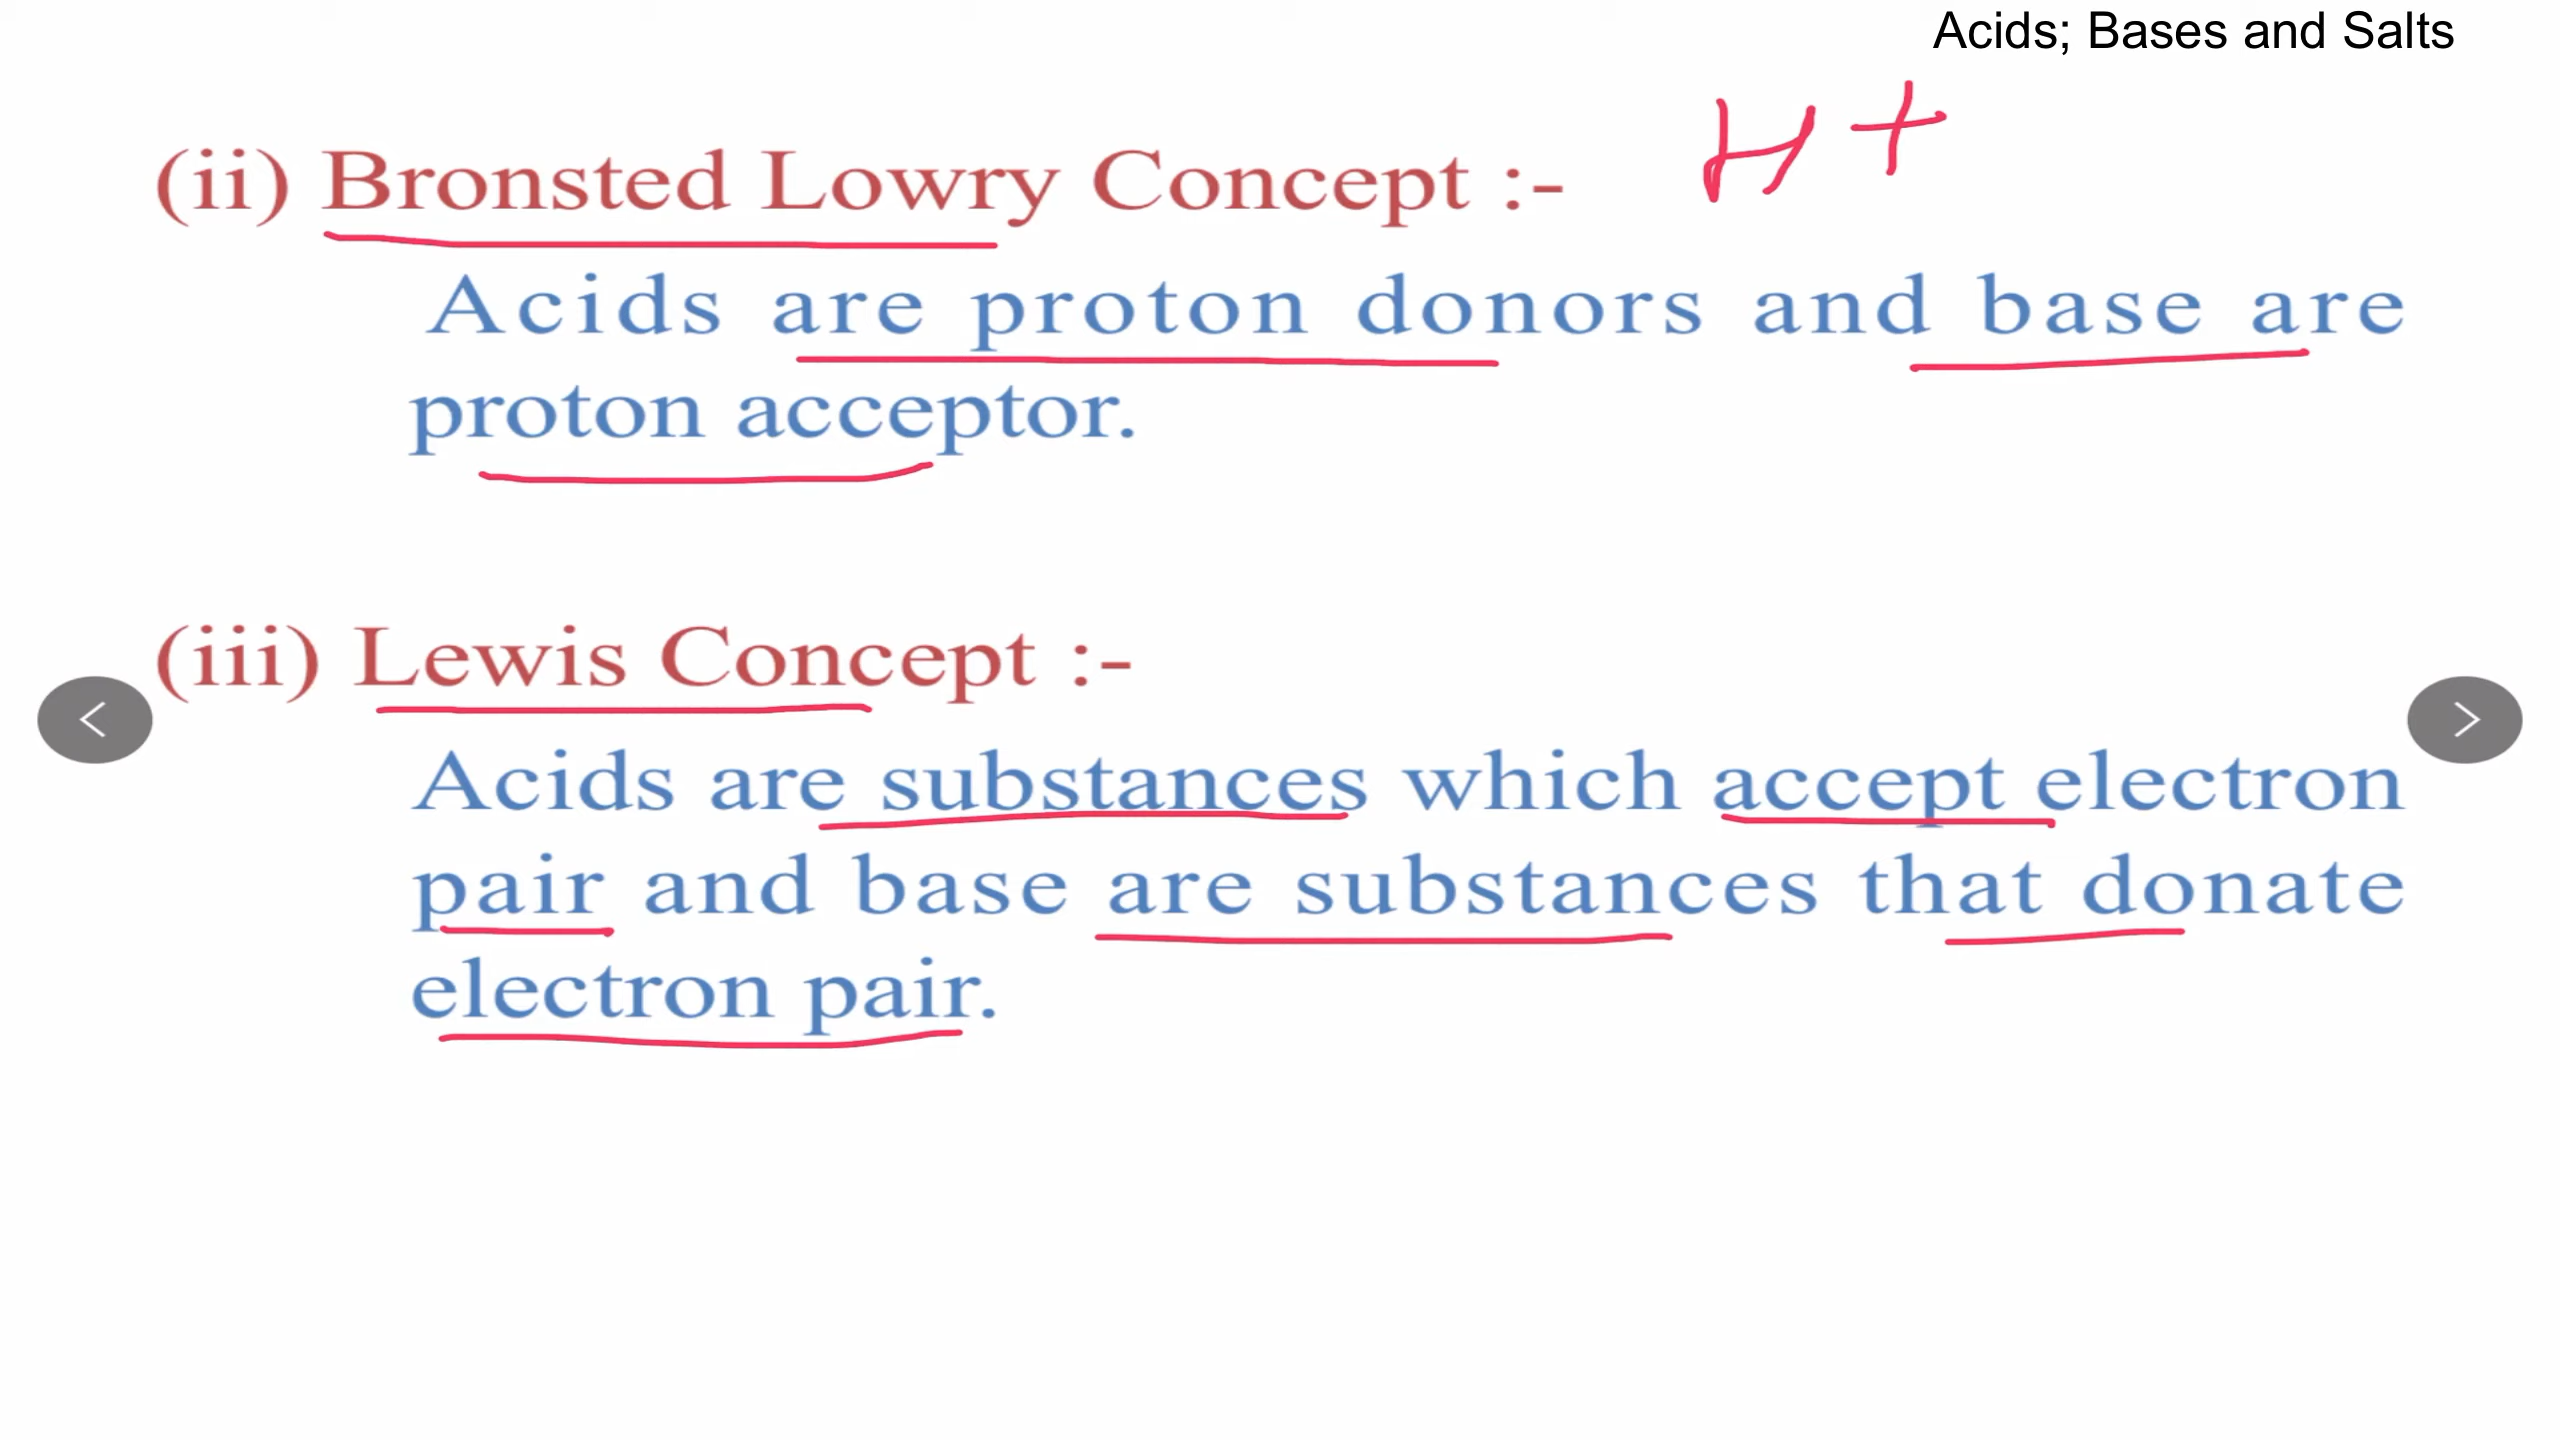 Acids; Bases and Salts
H+
(ii) Bronsted Lowry Concept :-
Acids are proton donors and base are
proton acceptor.
(iii) Lewis Concept :-
Acids are substances which accept electron
pair and base are substances that donate
electron pair.